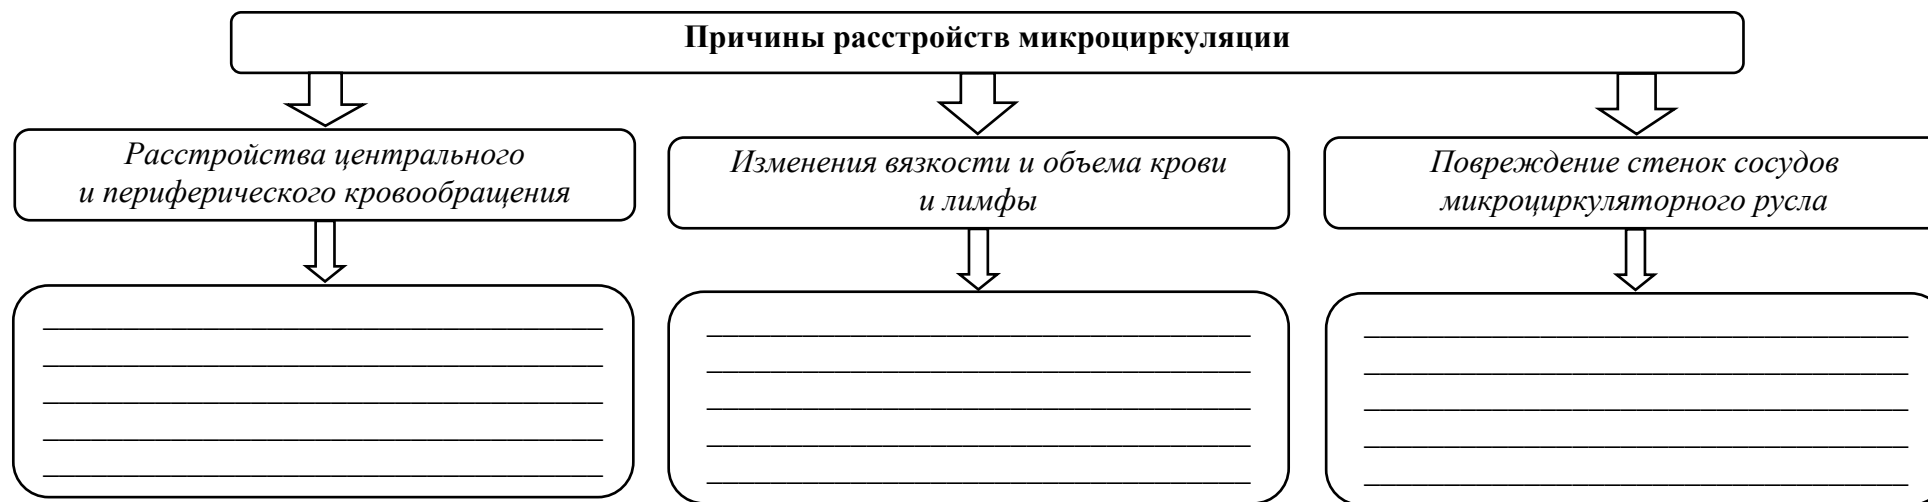 Причины расстройств микроциркуляции
Расстройства центрального
и периферического кровообращения
Изменения вязкости и объема крови
и лимфы
Повреждение стенок сосудов
микроциркуляторного русла